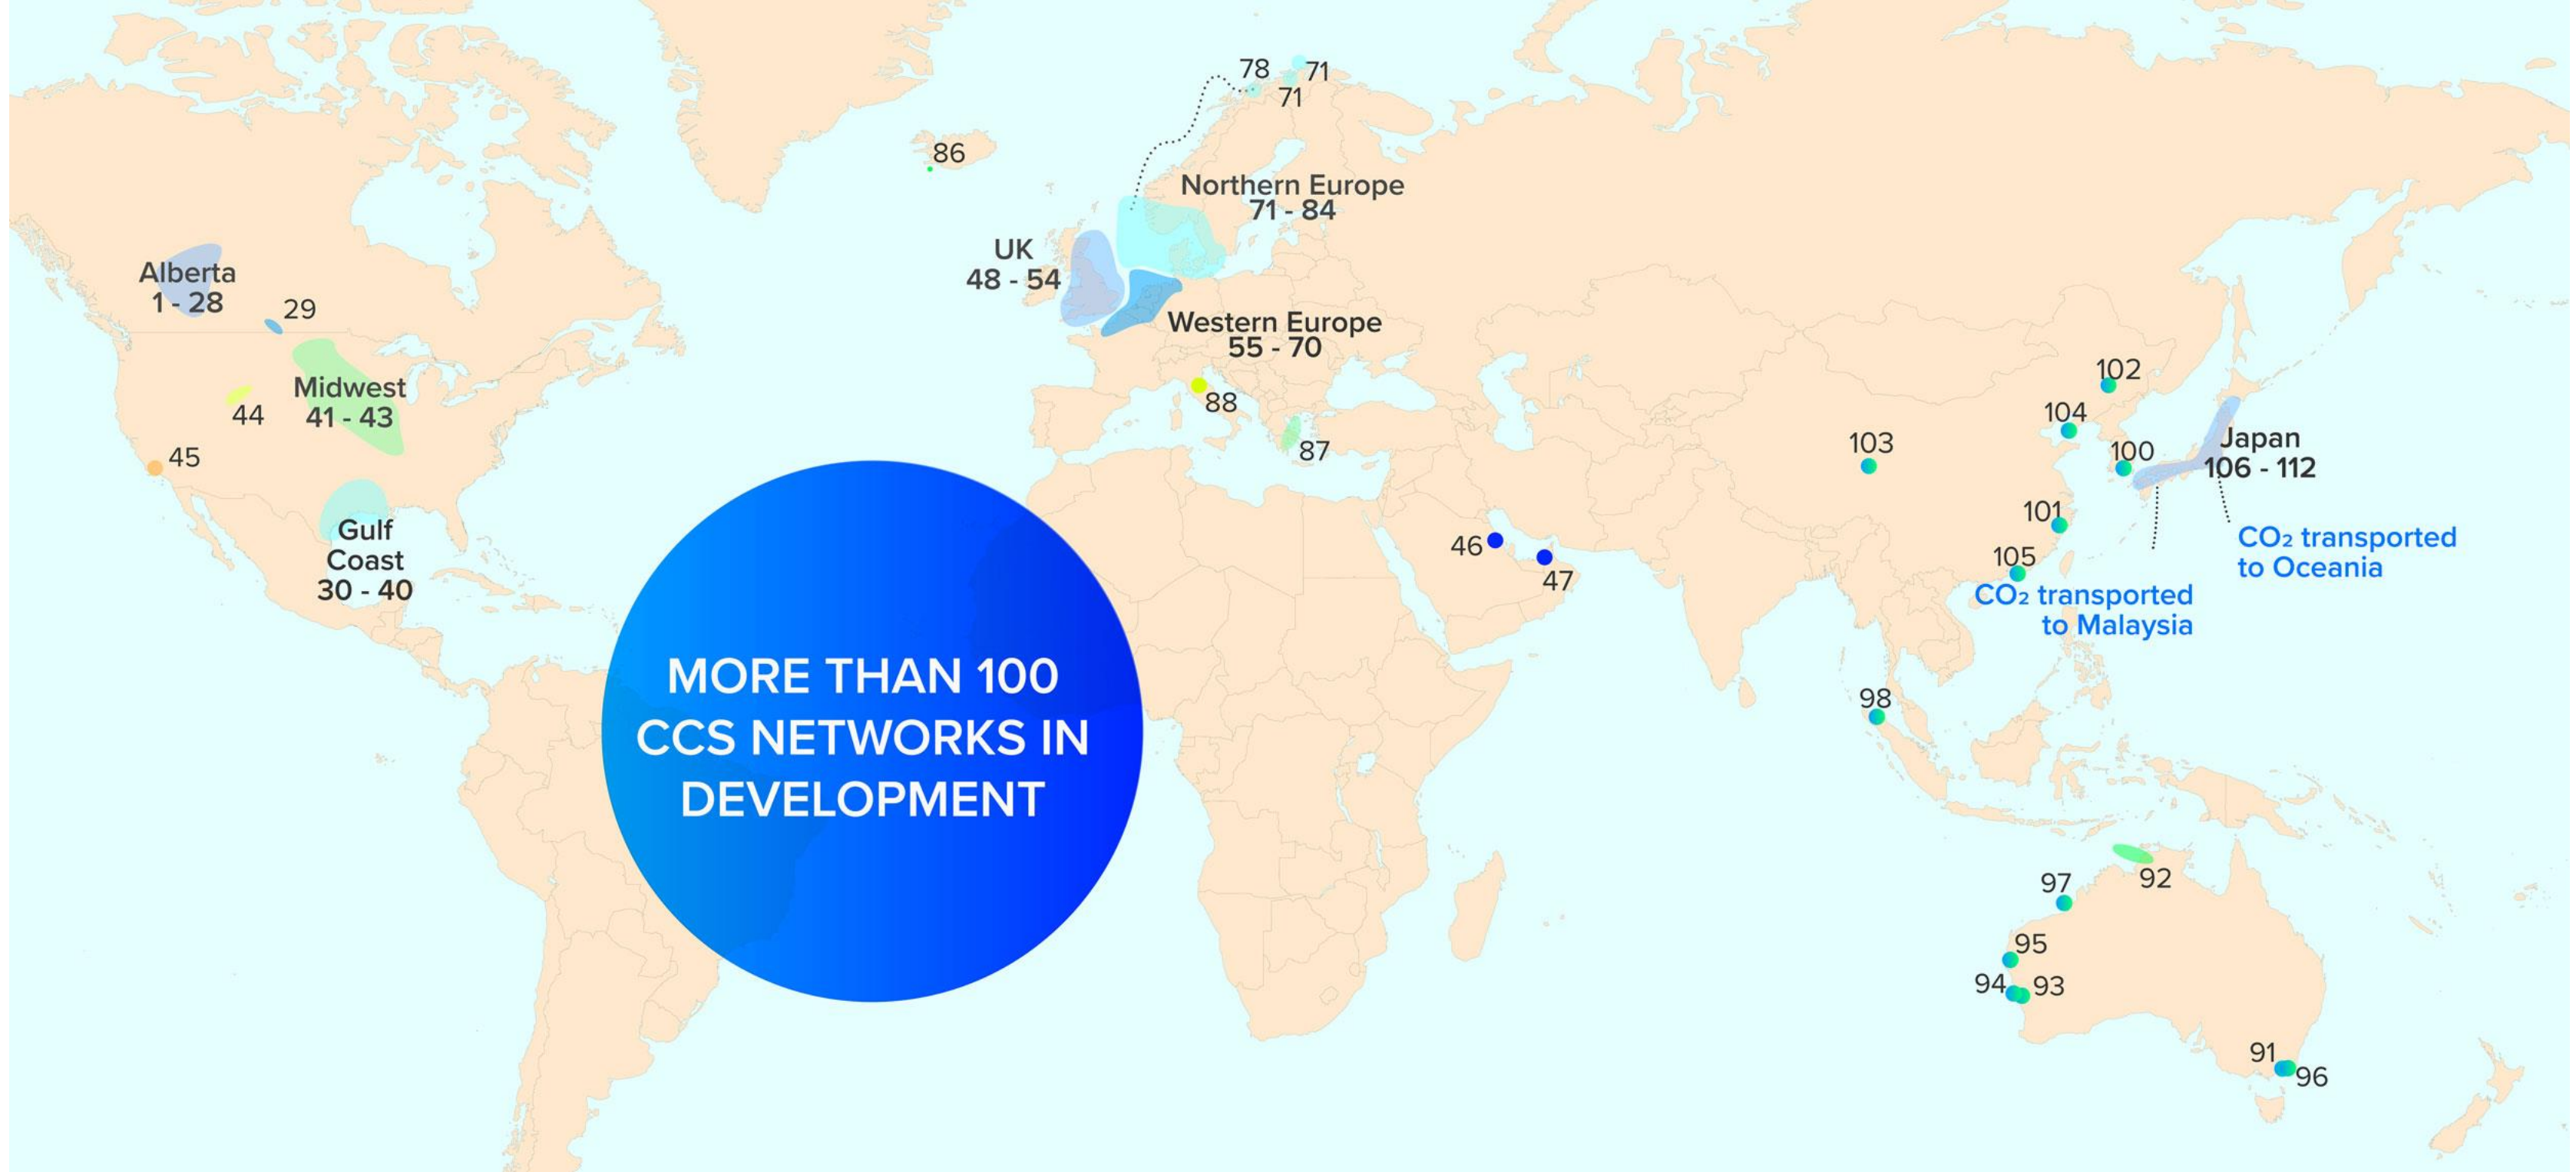 78
71
71
86
Northern Europe
71 - 84
UK
48 - 54
Alberta
1 - 28
29
Western Europe
55 - 70
Midwest
41 - 43
44
45
88
87
102
104
103
100
Japan
106 - 112
Gulf
Coast
30 - 40
46
47
101
105
CO₂ transported
to Oceania
CO₂ transported
to Malaysia
MORE THAN 100
CCS NETWORKS IN
DEVELOPMENT
98
97
92
95
94
93
91
96